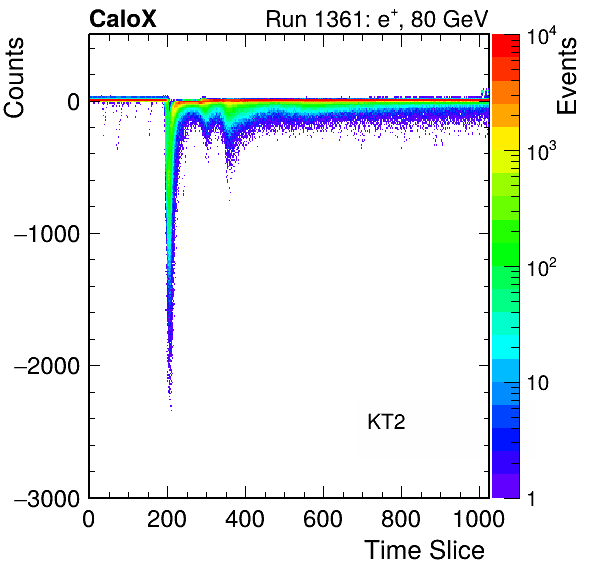 CaloX Run 1361: e⁺, 80 GeV
Counts
Events
0
−1000
−2000
−3000
10⁴
10³
10²
10
1
KT2
0 200 400 600 800 1000
Time Slice